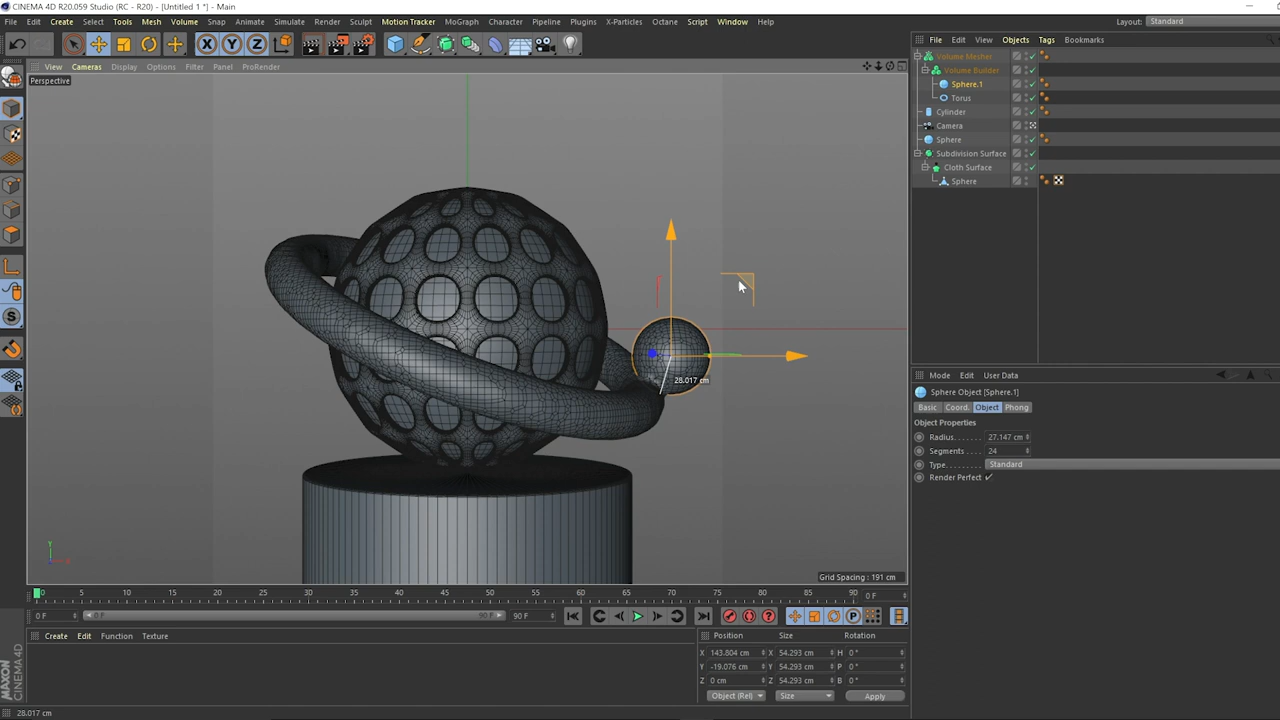 CINEMA 4D R20.059 Studio (RC - R20) - [Untitled 1 *] - Main
File Edit Create Select Tools Mesh Volume Snap Animate Simulate Render Sculpt Motion Tracker MoGraph Character Pipeline Plugins X-Particles Octane Script Window Help Layout: Standard
X Y Z
File Edit View Objects Tags Bookmarks
View Cameras Display Options Filter Panel ProRender
Perspective
Volume Mesher
Volume Builder
Sphere.1
Torus
Cylinder
Camera
Sphere
Subdivision Surface
Cloth Surface
Sphere
28.017 cm
Y
X
Grid Spacing : 191 cm
Mode Edit User Data
Sphere Object [Sphere.1]
Basic Coord. Object Phong
Object Properties
Radius. . . . . . . 27.147 cm
Segments . . . . 24
Type. . . . . . . . . Standard
Render Perfect ✓
0 5 10 15 20 25 30 35 40 45 50 55 60 65 70 75 80 85 90 0 F
0 F 0 F 90 F 90 F
Create Edit Function Texture
Position Size Rotation
X 143.804 cm X 54.293 cm H 0 °
Y -19.076 cm Y 54.293 cm P 0 °
Z 0 cm Z 54.293 cm B 0 °
Object (Rel) Size Apply
MAXON CINEMA 4D
28.017 cm